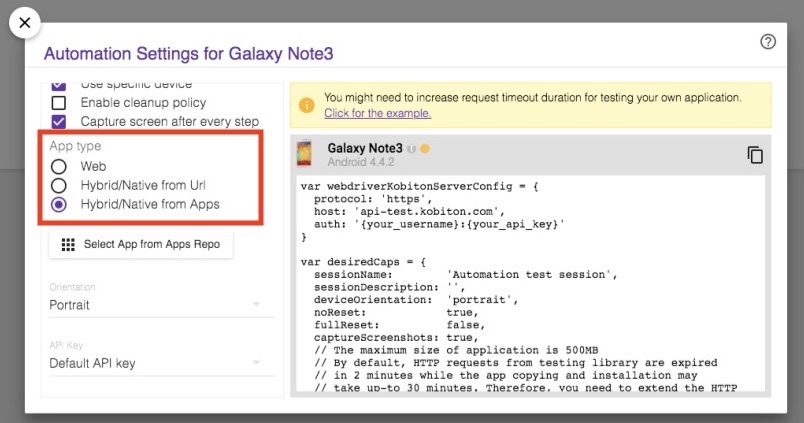 Automation Settings for Galaxy Note3
Use specific device
Enable cleanup policy
Capture screen after every step
App type
Web
Hybrid/Native from Url
Hybrid/Native from Apps
Select App from Apps Repo
Orientation
Portrait
API Key
Default API key
You might need to increase request timeout duration for testing your own application.
Click for the example.
Galaxy Note3
Android 4.4.2
var webdriverKobitonServerConfig = {
  protocol: 'https',
  host: 'api-test.kobiton.com',
  auth: '{your_username}:{your_api_key}'
}
var desiredCaps = {
  sessionName:        'Automation test session',
  sessionDescription: '',
  deviceOrientation:  'portrait',
  noReset:            true,
  fullReset:          false,
  captureScreenshots: true,
  // The maximum size of application is 500MB
  // By default, HTTP requests from testing library are expired
  // in 2 minutes while the app copying and installation may
  // take up-to 30 minutes. Therefore, you need to extend the HTTP